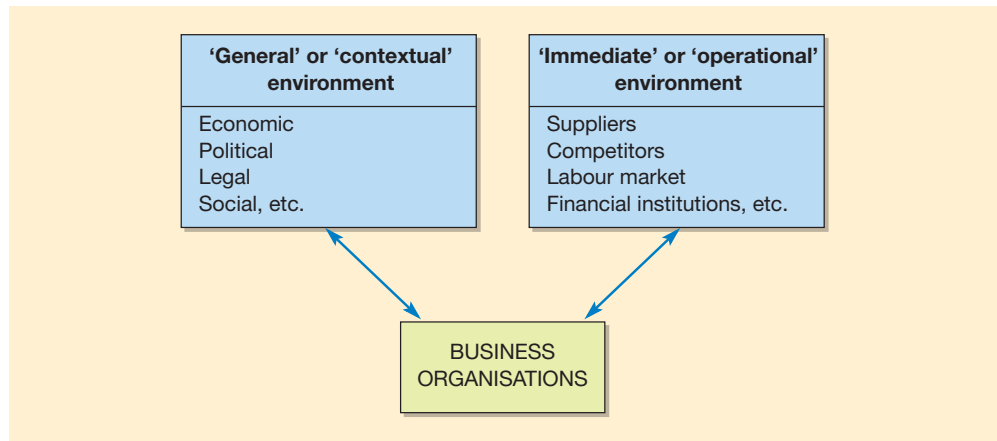 ‘General’ or ‘contextual’
environment
Economic
Political
Legal
Social, etc.
‘Immediate’ or ‘operational’
environment
Suppliers
Competitors
Labour market
Financial institutions, etc.
BUSINESS
ORGANISATIONS